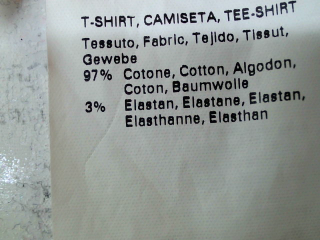 T-SHIRT, CAMISETA, TEE-SHIRT
Tessuto, Fabric, Tejido, Tissut,
Gewebe
97% Cotone, Cotton, Algodon,
Coton, Baumwolle
3% Elastan, Elastane, Elastan,
Elasthanne, Elasthan